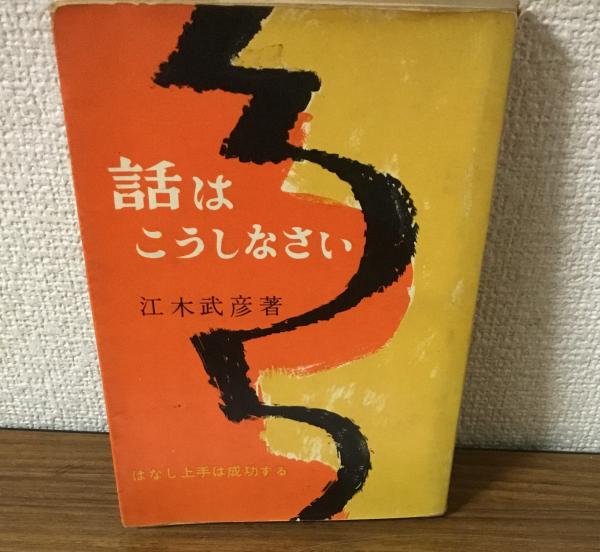 話は
こうしなさい
江木武彦著
はなし上手は成功する